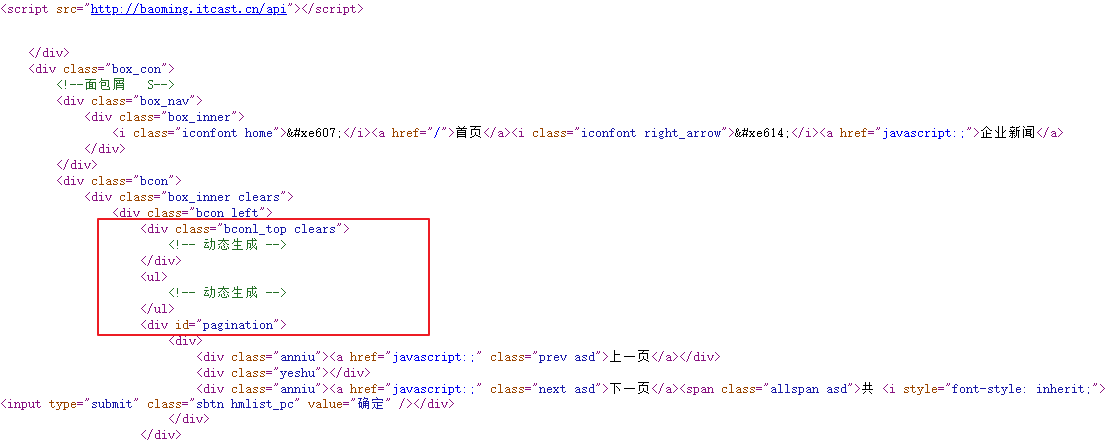 <script src="http://baoming.itcast.cn/api"></script>
</div>
<div class="box_con">
<!--面包屑   S-->
<div class="box_nav">
<div class="box_inner">
<i class="iconfont home">&#xe607;</i><a href="/">首页</a><i class="iconfont right_arrow">&#xe614;</i><a href="javascript:;">企业新闻</a>
</div>
</div>
<div class="bcon">
<div class="box_inner clears">
<div class="bcon left">
<div class="bconl_top clears">
<!-- 动态生成 -->
</div>
<ul>
<!-- 动态生成 -->
</ul>
<div id="pagination">
<div>
<div class="anniu"><a href="javascript:;" class="prev asd">上一页</a></div>
<div class="yeshu"></div>
<div class="anniu"><a href="javascript:;" class="next asd">下一页</a><span class="allspan asd">共 <i style="font-style: inherit;">
<input type="submit" class="sbtn hmlist_pc" value="确定" /></div>
</div>
</div>